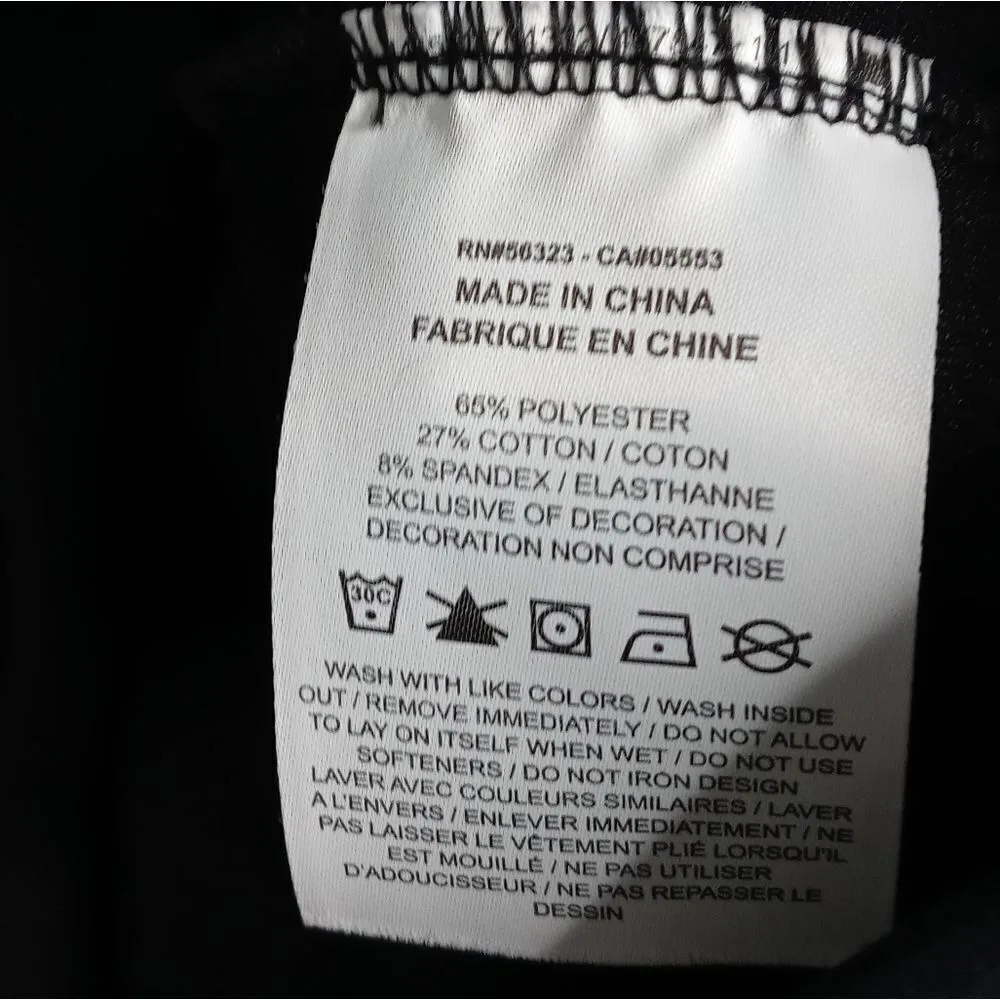 RN#56323 - CA#05553
MADE IN CHINA
FABRIQUE EN CHINE
65% POLYESTER
27% COTTON / COTON
8% SPANDEX / ELASTHANNE
EXCLUSIVE OF DECORATION /
DECORATION NON COMPRISE
30C
WASH WITH LIKE COLORS / WASH INSIDE
OUT / REMOVE IMMEDIATELY / DO NOT ALLOW
TO LAY ON ITSELF WHEN WET / DO NOT USE
SOFTENERS / DO NOT IRON DESIGN
LAVER AVEC COULEURS SIMILAIRES / LAVER
A L'ENVERS / ENLEVER IMMEDIATEMENT / NE
PAS LAISSER LE VÊTEMENT PLIÉ LORSQU'IL
EST MOUILLÉ / NE PAS UTILISER
D'ADOUCISSEUR / NE PAS REPASSER LE
DESSIN